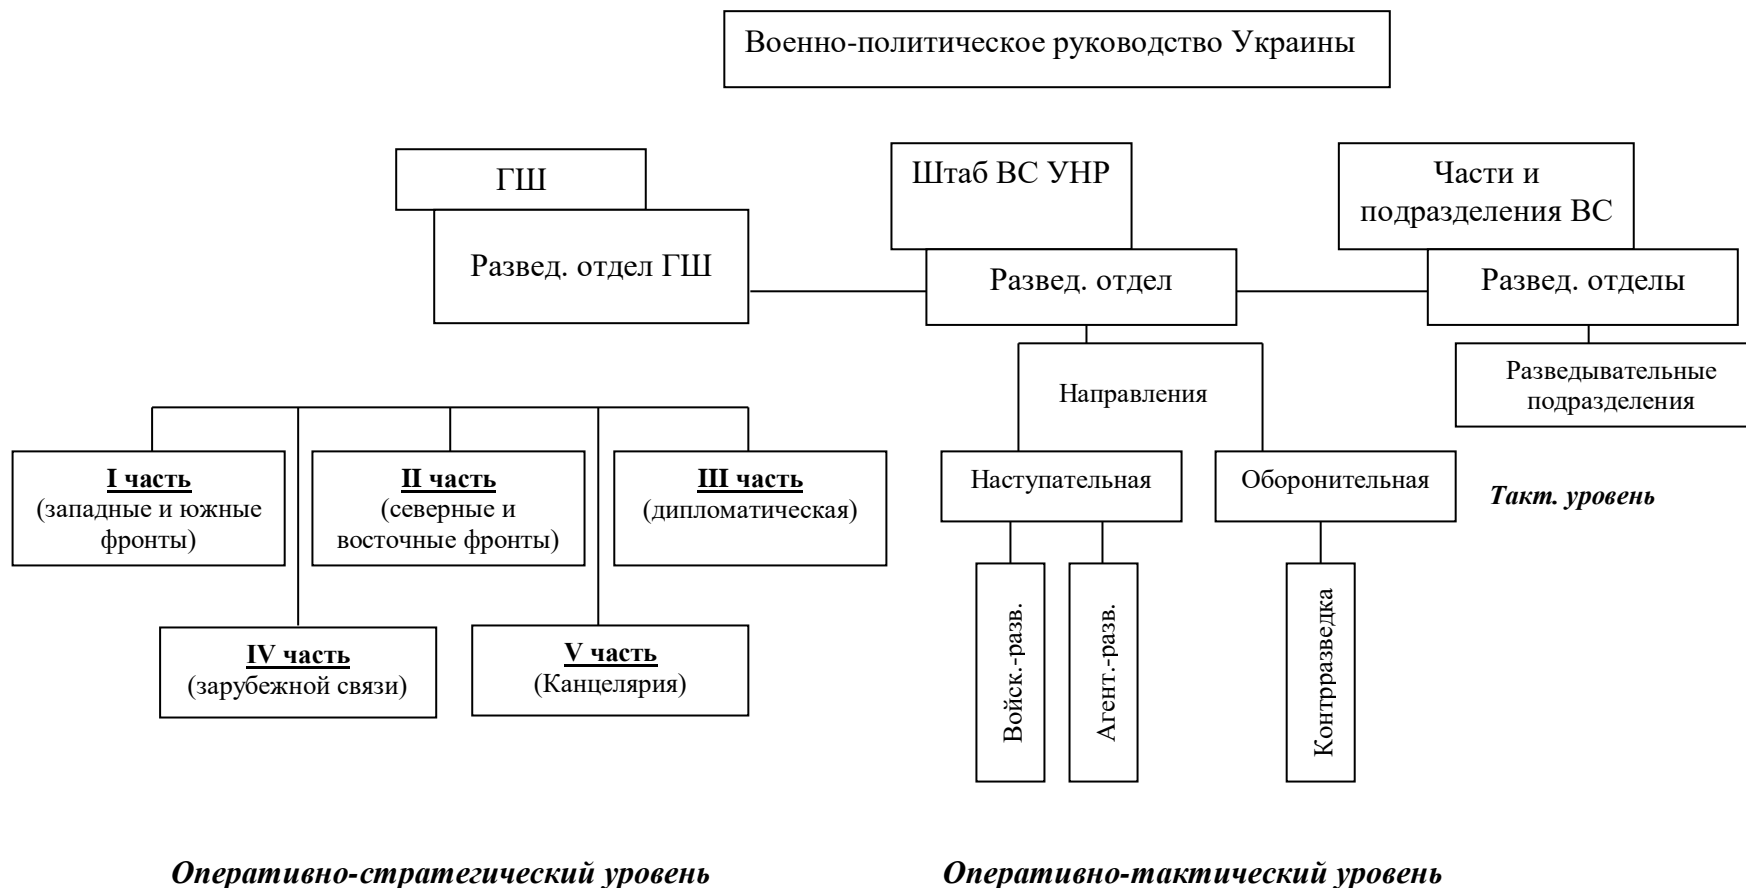 Военно-политическое руководство Украины
ГШ
Развед. отдел ГШ
Штаб ВС УНР
Развед. отдел
Части и
подразделения ВС
Развед. отделы
Разведывательные
подразделения
Направления
I часть
(западные и южные
фронты)
II часть
(северные и
восточные фронты)
III часть
(дипломатическая)
Наступательная
Оборонительная
Такт. уровень
IV часть
(зарубежной связи)
V часть
(Канцелярия)
Войск.-разв.
Агент.-разв.
Контрразведка
Оперативно-стратегический уровень
Оперативно-тактический уровень